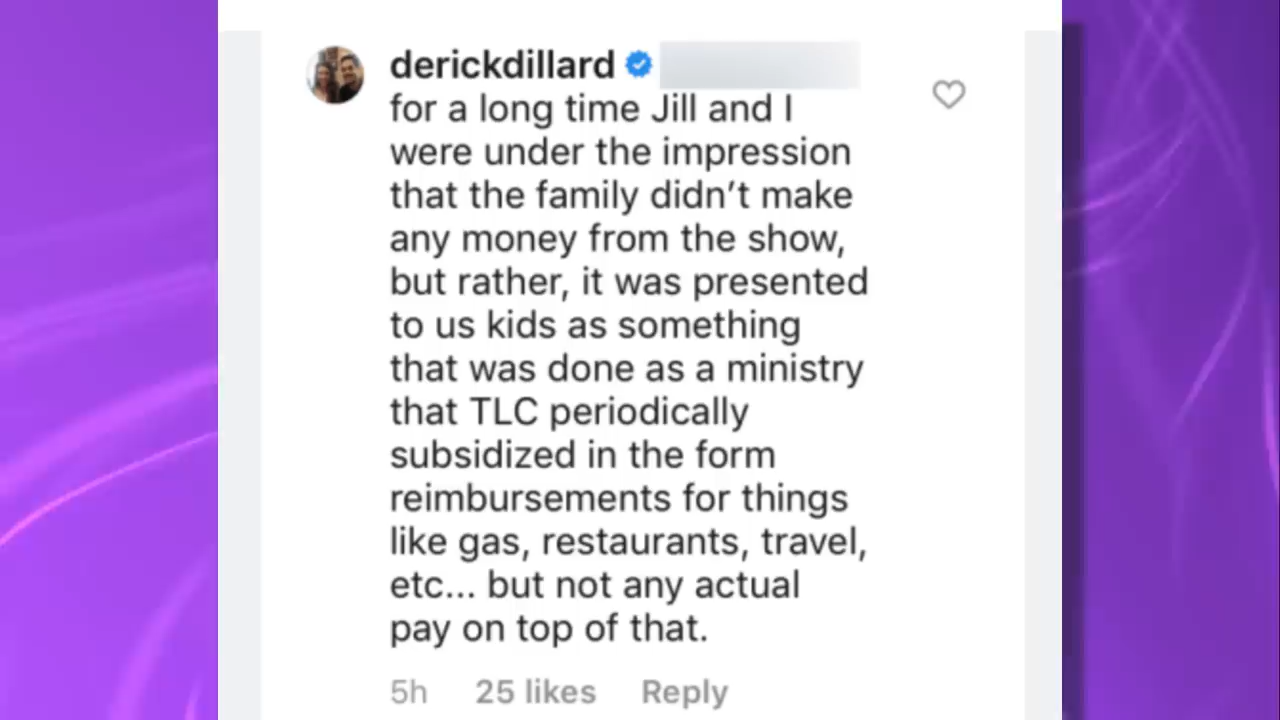 derickdillard
for a long time Jill and I
were under the impression
that the family didn’t make
any money from the show,
but rather, it was presented
to us kids as something
that was done as a ministry
that TLC periodically
subsidized in the form
reimbursements for things
like gas, restaurants, travel,
etc... but not any actual
pay on top of that.
5h 25 likes Reply